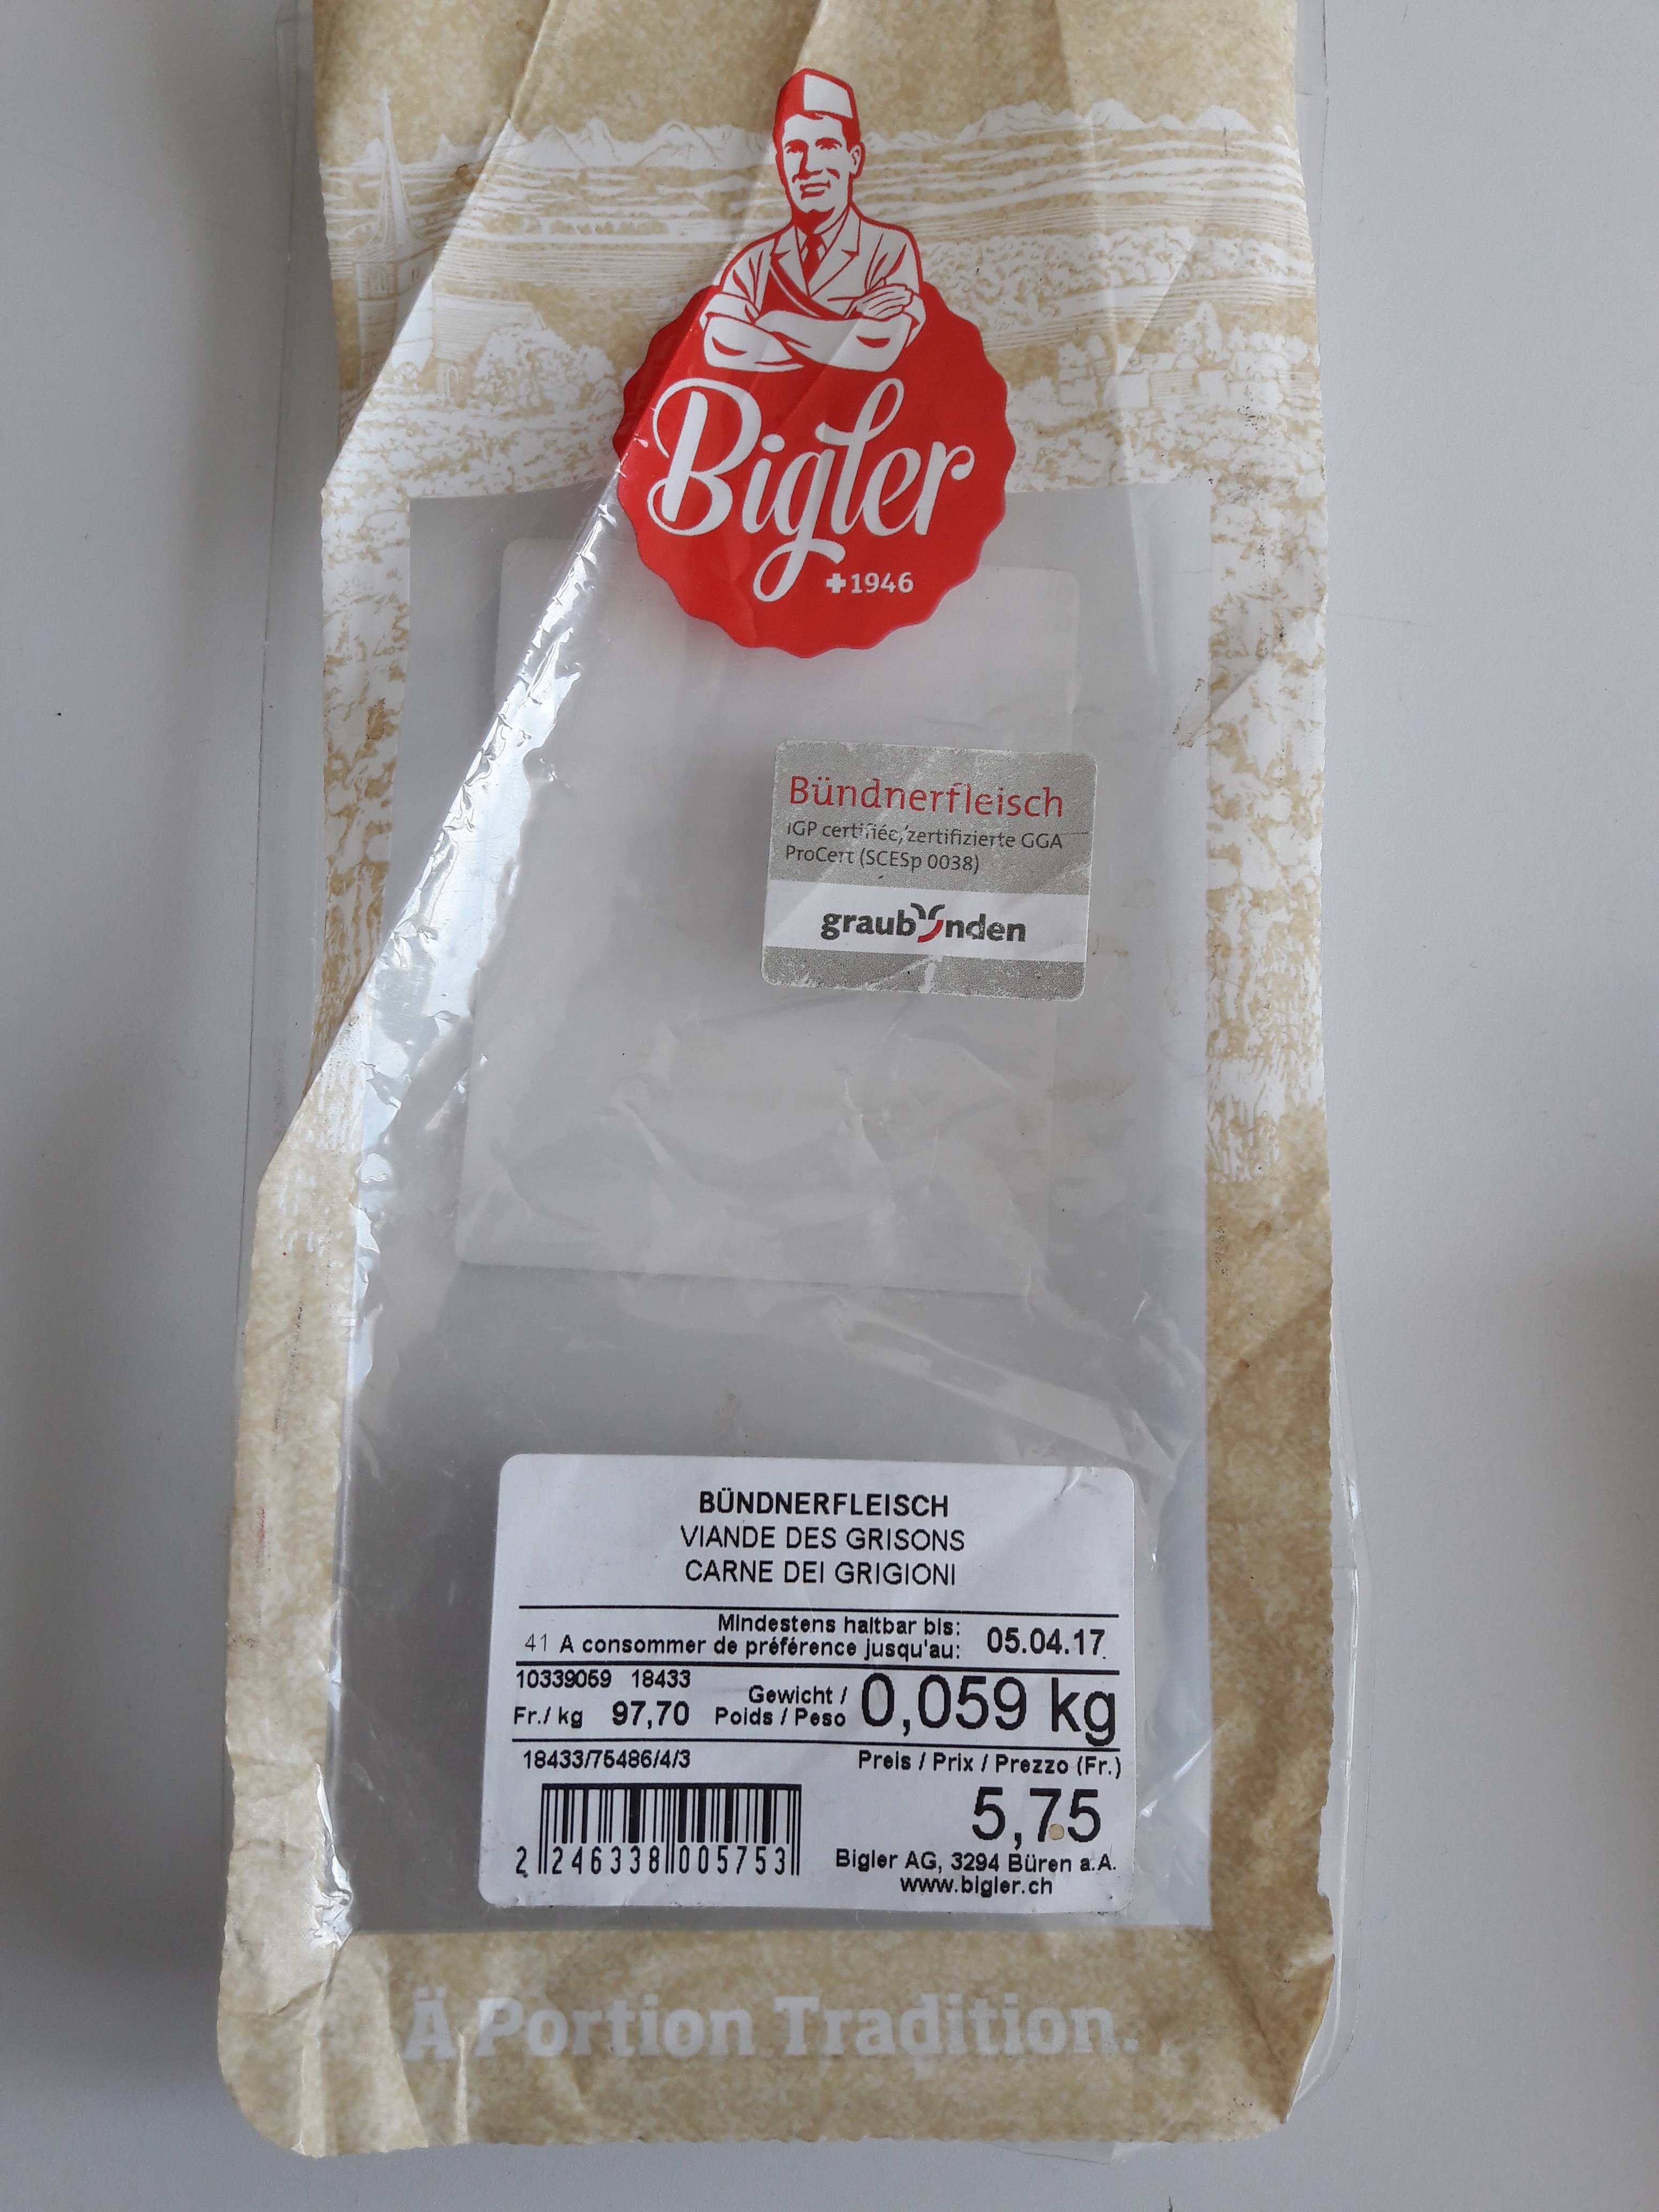 Bigler
1946
Bündnerfleisch
IGP certifiée/zertifizierte GGA
ProCert (SCESp 0038)
graubünden
BÜNDNERFLEISCH
VIANDE DES GRISONS
CARNE DEI GRIGIONI
Mindestens haltbar bis:
41 A consommer de préférence jusqu'au: 05.04.17
10339059 18433
Fr./ kg 97,70 Gewicht / Poids / Peso 0,059 kg
18433/75486/4/3 Preis / Prix / Prezzo (Fr.)
5,75
2 246338 005753
Bigler AG, 3294 Büren a.A.
www.bigler.ch
Ä Portion Tradition.